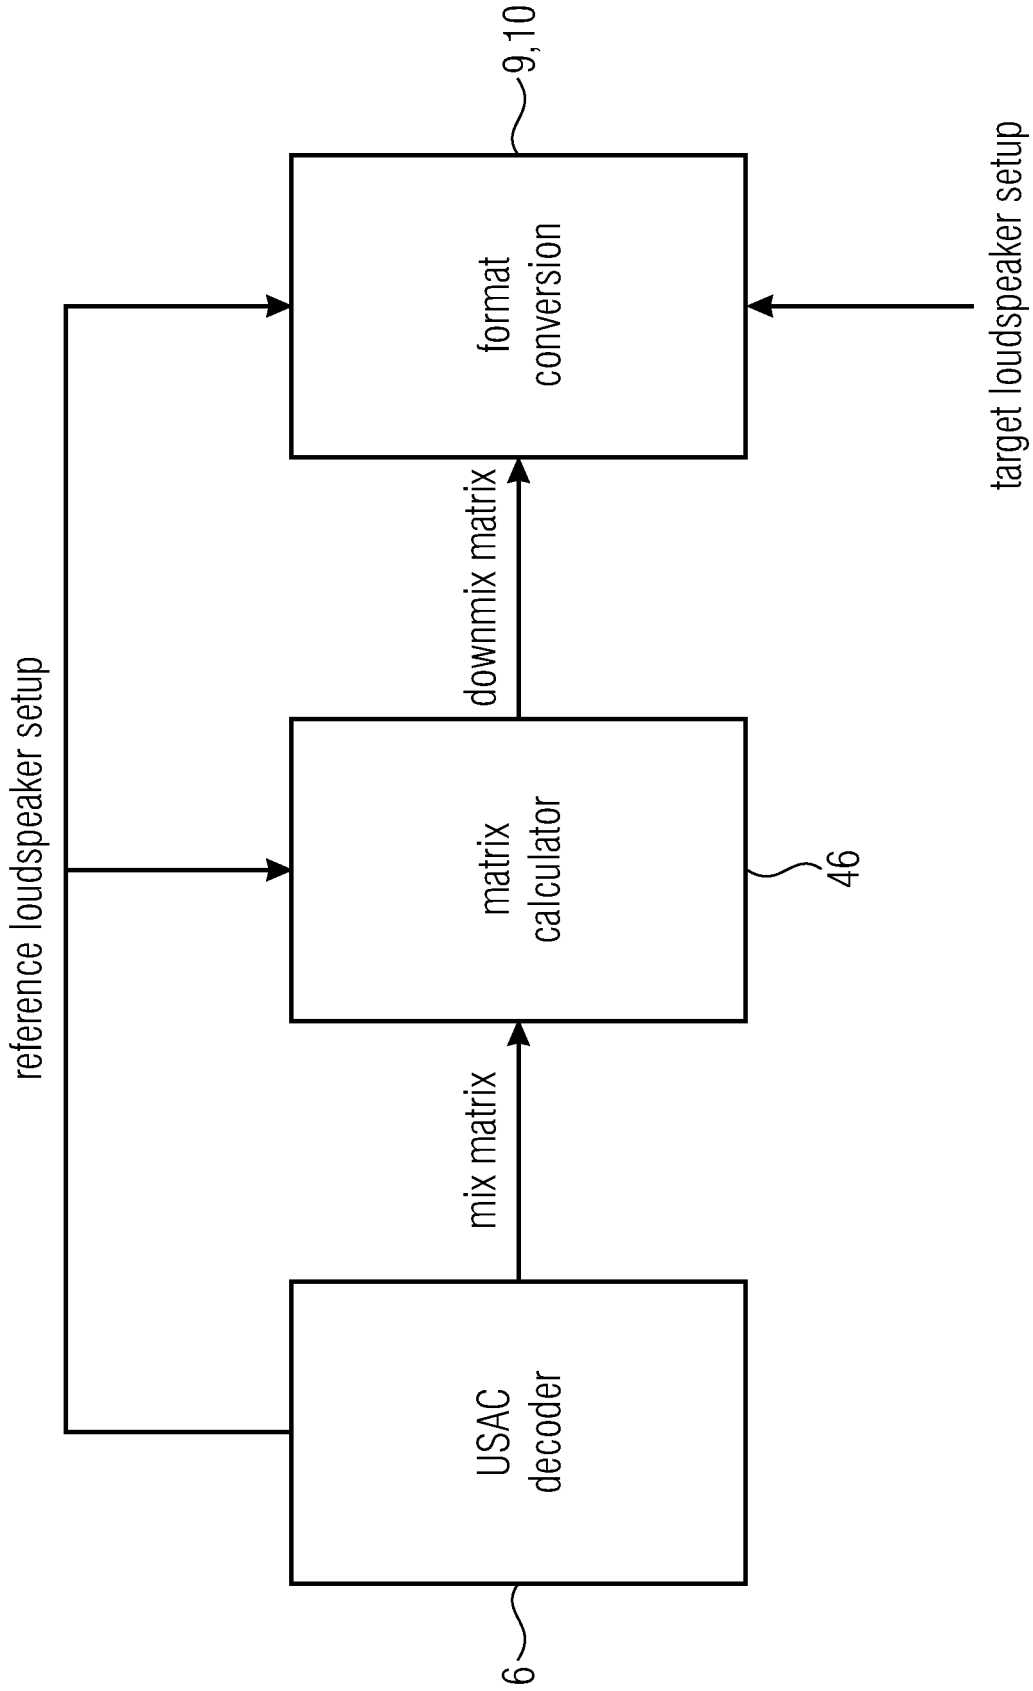 reference loudspeaker setup
USAC
decoder
mix matrix
matrix
calculator
downmix matrix
format
conversion
6
46
9,10
target loudspeaker setup